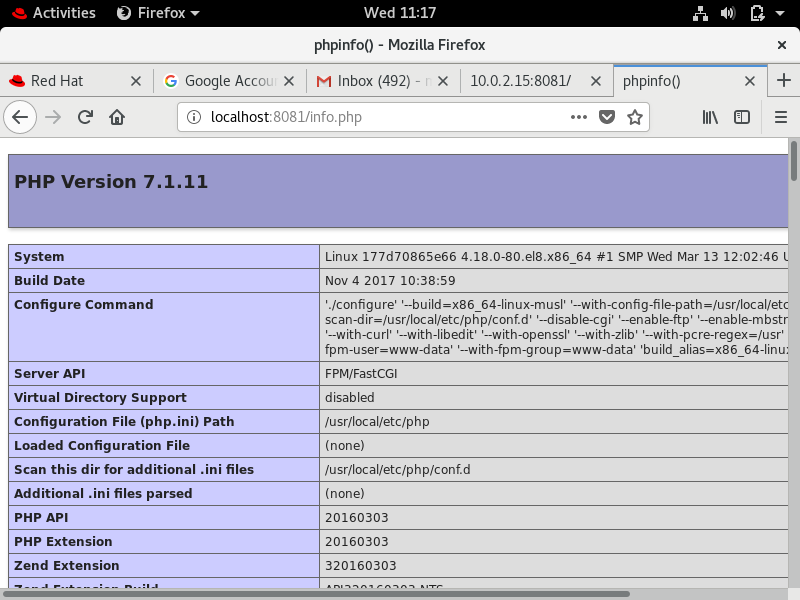 Activities Firefox Wed 11:17
phpinfo() - Mozilla Firefox
Red Hat Google Accou Inbox (492) - 10.0.2.15:8081/ phpinfo()
localhost:8081/info.php
PHP Version 7.1.11
System Linux 177d70865e66 4.18.0-80.el8.x86_64 #1 SMP Wed Mar 13 12:02:46 U
Build Date Nov 4 2017 10:38:59
Configure Command './configure' '--build=x86_64-linux-musl' '--with-config-file-path=/usr/local/etc
scan-dir=/usr/local/etc/php/conf.d' '--disable-cgi' '--enable-ftp' '--enable-mbstr
'--with-curl' '--with-libedit' '--with-openssl' '--with-zlib' '--with-pcre-regex=/usr'
fpm-user=www-data' '--with-fpm-group=www-data' 'build_alias=x86_64-linux
Server API FPM/FastCGI
Virtual Directory Support disabled
Configuration File (php.ini) Path /usr/local/etc/php
Loaded Configuration File (none)
Scan this dir for additional .ini files /usr/local/etc/php/conf.d
Additional .ini files parsed (none)
PHP API 20160303
PHP Extension 20160303
Zend Extension 320160303
Zend Extension Build API320160303,NTS